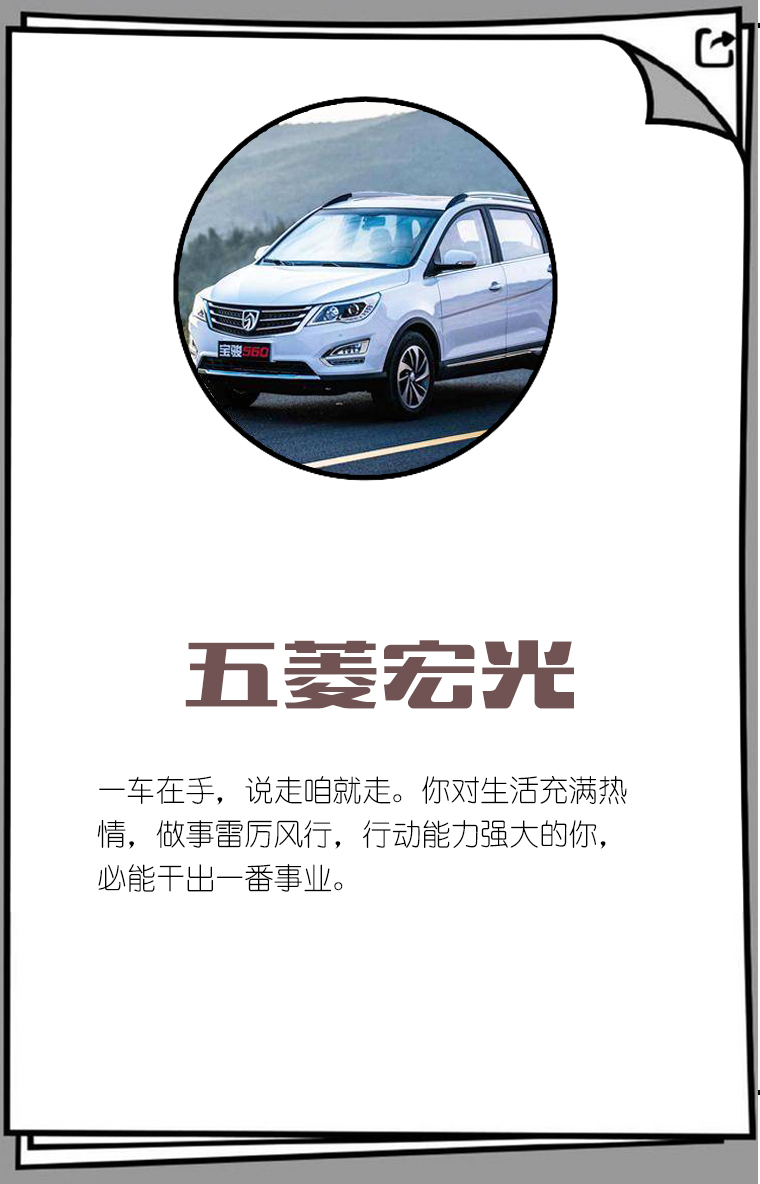 宝骏560
五菱宏光
一车在手，说走咱就走。你对生活充满热
情，做事雷厉风行，行动能力强大的你，
必能干出一番事业。